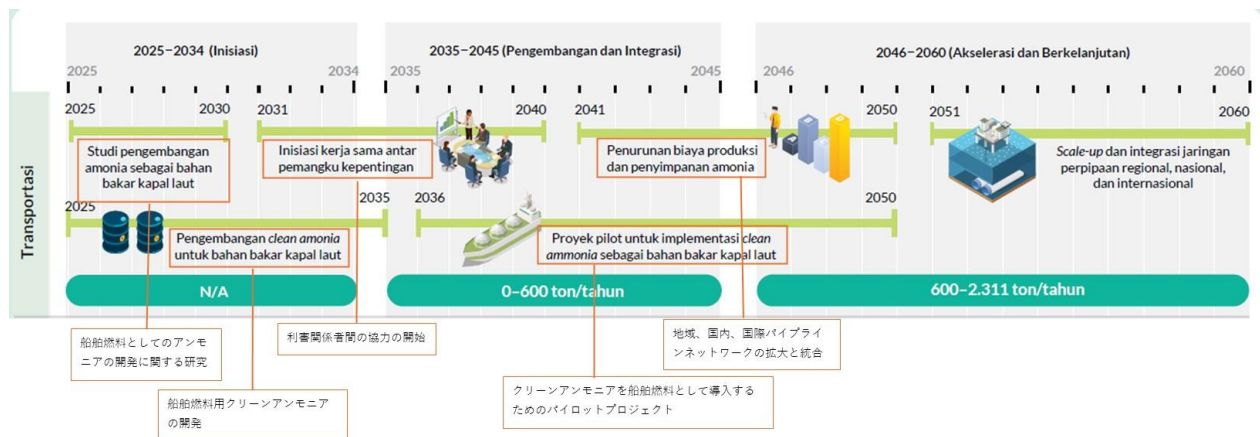 2025–2034 (Inisiasi)
2035–2045 (Pengembangan dan Integrasi)
2046–2060 (Akselerasi dan Berkelanjutan)
2025
2034
2035
2045
2046
2060
Transportasi
2025
2030
2031
2040
2041
2050
2051
2060
Studi pengembangan
amonia sebagai bahan
bakar kapal laut
Inisiasi kerja sama antar
pemangku kepentingan
Penurunan biaya produksi
dan penyimpanan amonia
Scale-up dan integrasi jaringan
perpipaan regional, nasional,
dan internasional
2025
2035
2036
2050
Pengembangan clean amonia
untuk bahan bakar kapal laut
Proyek pilot untuk implementasi clean
ammonia sebagai bahan bakar kapal laut
N/A
0–600 ton/tahun
600–2.311 ton/tahun
船舶燃料としてのアンモ
ニアの開発に関する研究
利害関係者間の協力の開始
地域、国内、国際パイプライ
ンネットワークの拡大と統合
船舶燃料用クリーンアンモニア
の開発
クリーンアンモニアを船舶燃料として導入する
ためのパイロットプロジェクト